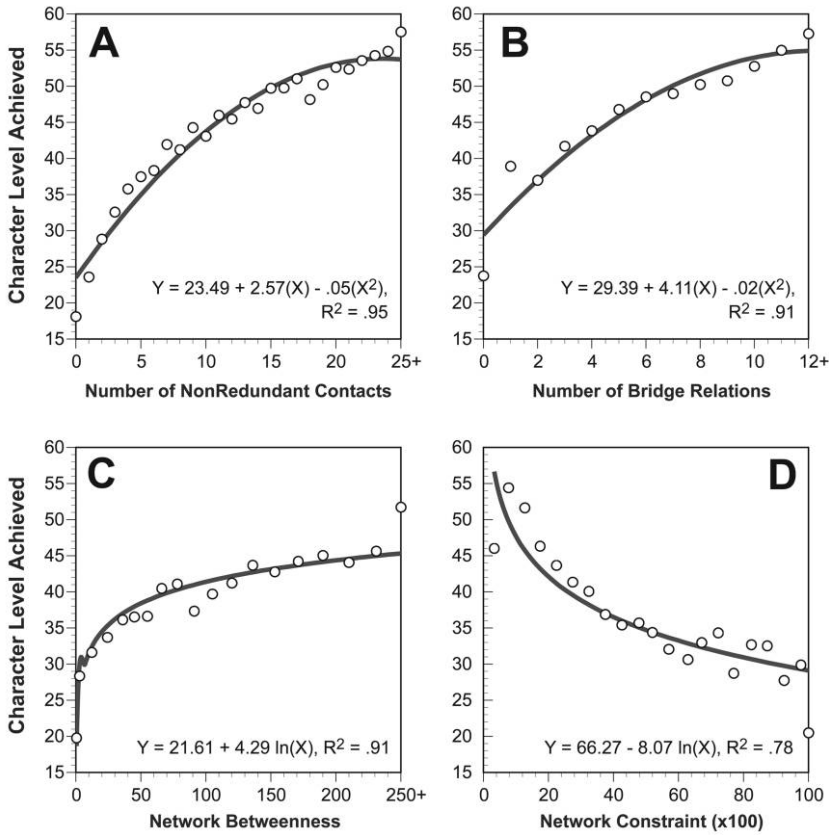 A
B
Character Level Achieved
60
55
50
45
40
35
30
25
20
15
Y = 23.49 + 2.57(X) - .05(X²),
R² = .95
0 5 10 15 20 25+
Number of NonRedundant Contacts
60
55
50
45
40
35
30
25
20
15
Y = 29.39 + 4.11(X) - .02(X²),
R² = .91
0 2 4 6 8 10 12+
Number of Bridge Relations
C
D
Character Level Achieved
60
55
50
45
40
35
30
25
20
15
Y = 21.61 + 4.29 ln(X), R² = .91
0 50 100 150 200 250+
Network Betweenness
60
55
50
45
40
35
30
25
20
15
Y = 66.27 - 8.07 ln(X), R² = .78
0 20 40 60 80 100
Network Constraint (x100)